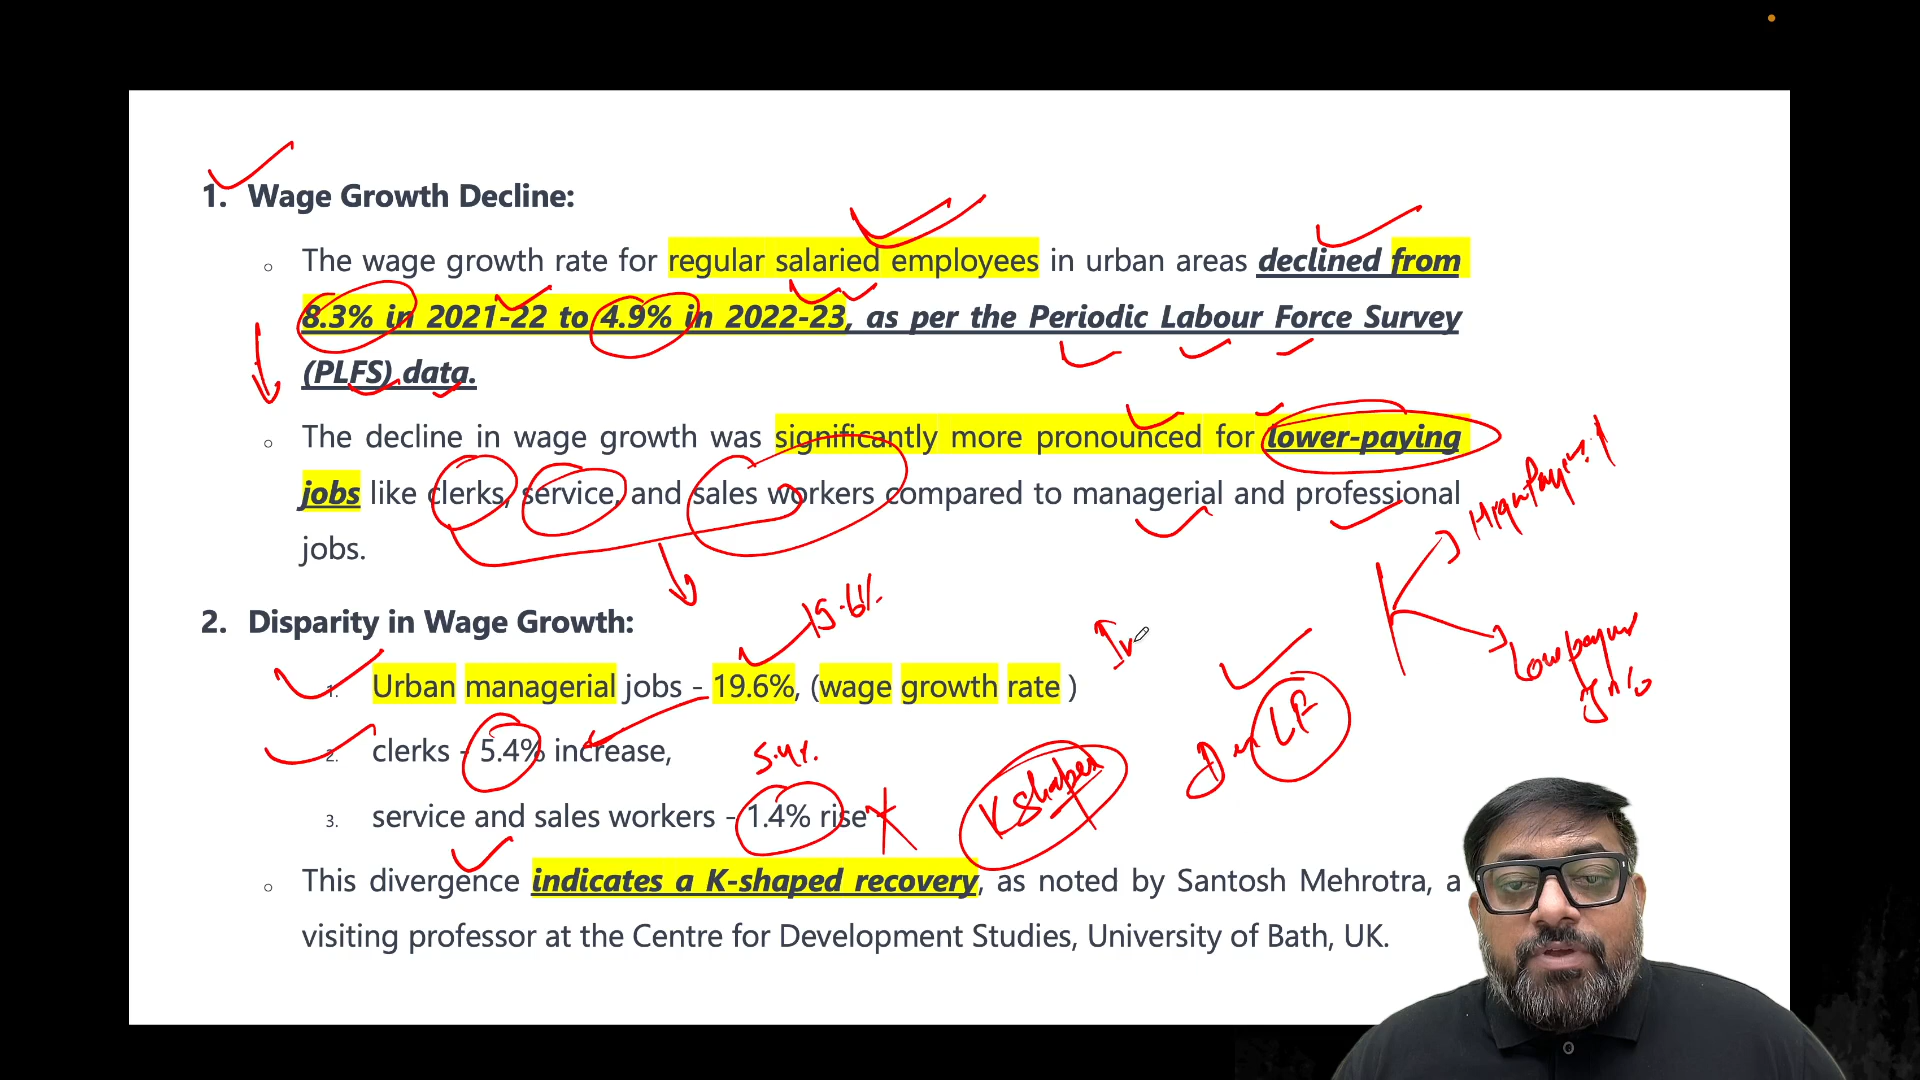 1. Wage Growth Decline:
The wage growth rate for regular salaried employees in urban areas declined from
8.3% in 2021-22 to 4.9% in 2022-23, as per the Periodic Labour Force Survey
(PLFS) data.
The decline in wage growth was significantly more pronounced for lower-paying
jobs like clerks, service, and sales workers compared to managerial and professional
jobs.
K
2. Disparity in Wage Growth:
19.6%
1. Urban managerial jobs - 19.6%, (wage growth rate )
2. clerks - 5.4% increase,
5.4%
LF
K shaped
3. service and sales workers - 1.4% rise
This divergence indicates a K-shaped recovery, as noted by Santosh Mehrotra, a
visiting professor at the Centre for Development Studies, University of Bath, UK.